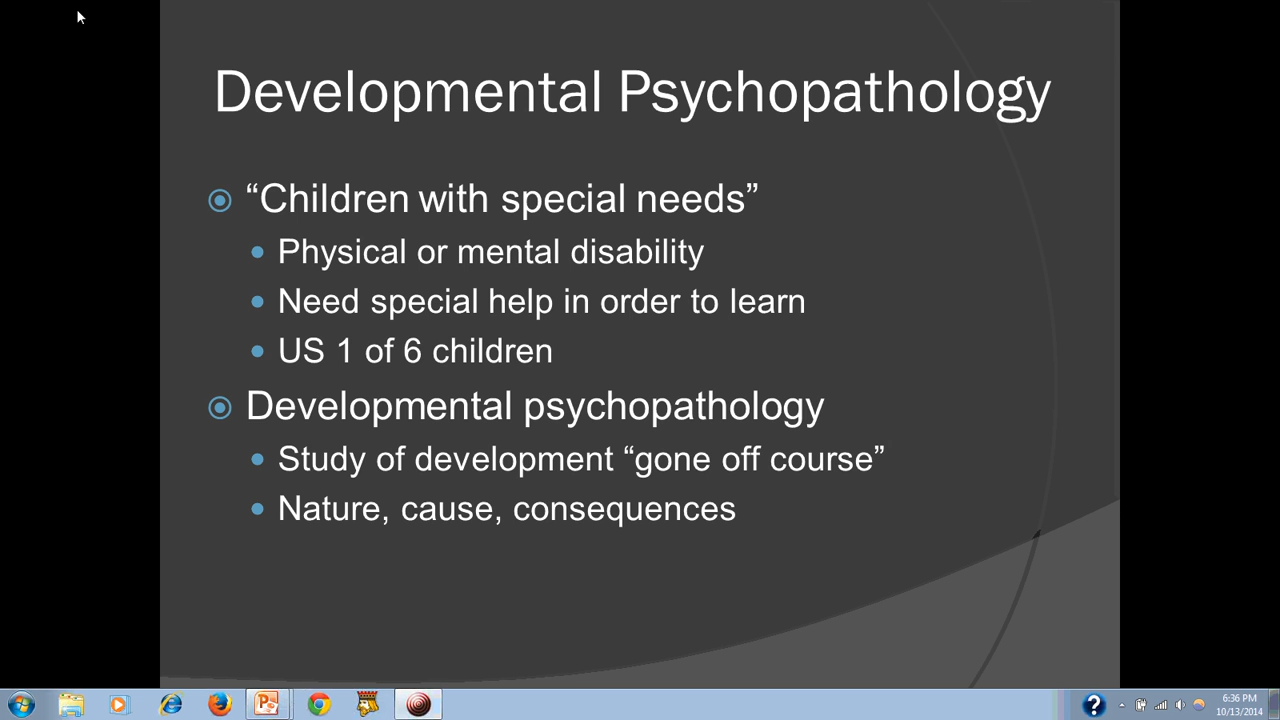 Developmental Psychopathology
“Children with special needs”
Physical or mental disability
Need special help in order to learn
US 1 of 6 children
Developmental psychopathology
Study of development “gone off course”
Nature, cause, consequences
6:36 PM
10/13/2014